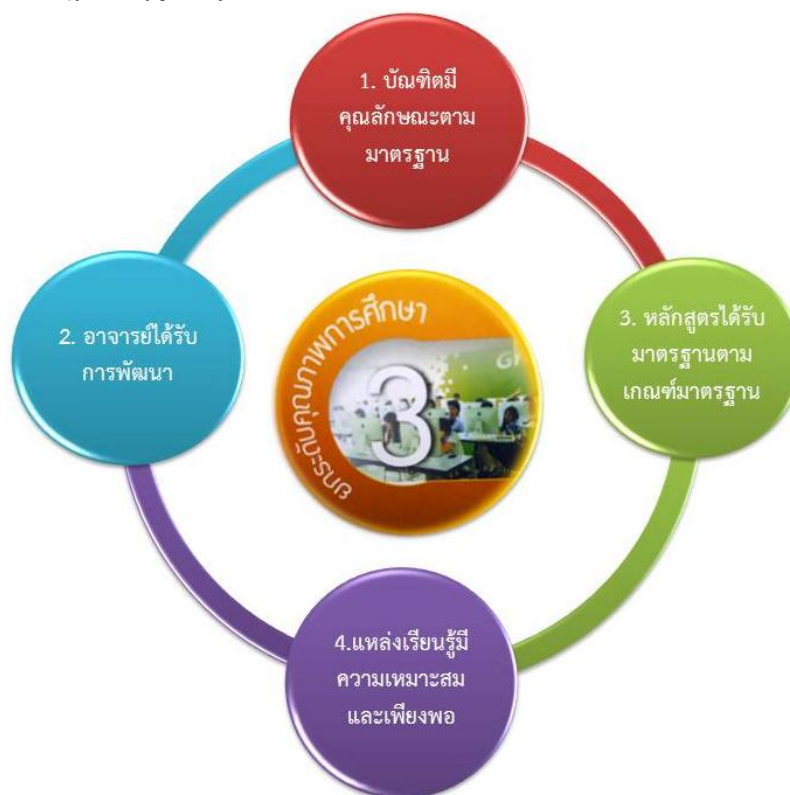 1. บัณฑิตมี
คุณลักษณะตาม
มาตรฐาน
2. อาจารย์ได้รับ
การพัฒนา
ยกระดับคุณภาพการศึกษา
3
3. หลักสูตรได้รับ
มาตรฐานตาม
เกณฑ์มาตรฐาน
4.แหล่งเรียนรู้มี
ความเหมาะสม
และเพียงพอ